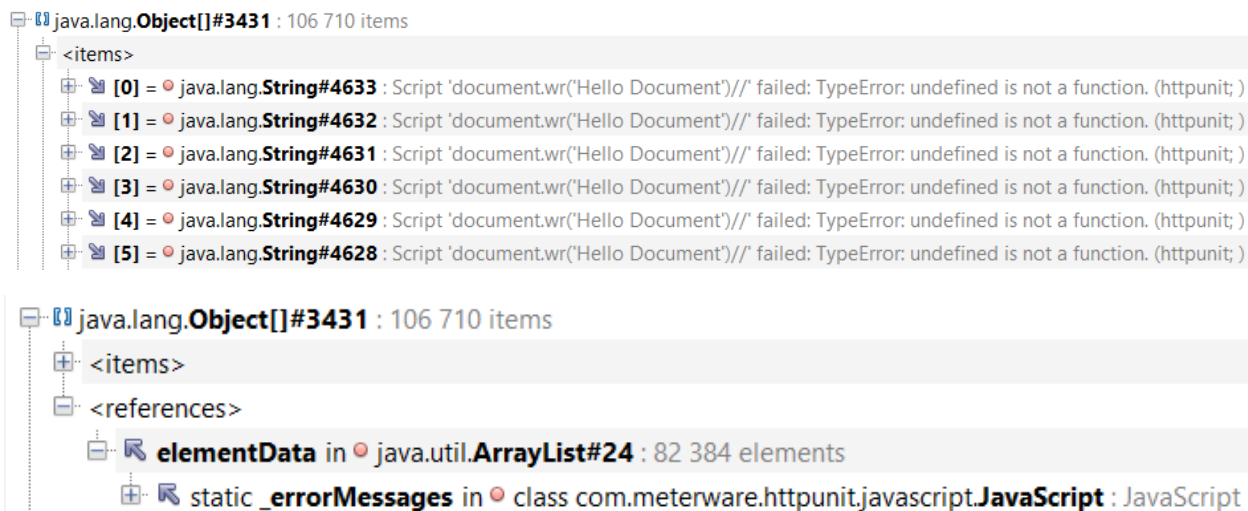 java.lang.Object[]#3431 : 106 710 items
<items>
[0] = java.lang.String#4633 : Script 'document.wr('Hello Document')//' failed: TypeError: undefined is not a function. (httpunit; )
[1] = java.lang.String#4632 : Script 'document.wr('Hello Document')//' failed: TypeError: undefined is not a function. (httpunit; )
[2] = java.lang.String#4631 : Script 'document.wr('Hello Document')//' failed: TypeError: undefined is not a function. (httpunit; )
[3] = java.lang.String#4630 : Script 'document.wr('Hello Document')//' failed: TypeError: undefined is not a function. (httpunit; )
[4] = java.lang.String#4629 : Script 'document.wr('Hello Document')//' failed: TypeError: undefined is not a function. (httpunit; )
[5] = java.lang.String#4628 : Script 'document.wr('Hello Document')//' failed: TypeError: undefined is not a function. (httpunit; )
java.lang.Object[]#3431 : 106 710 items
<items>
<references>
elementData in java.util.ArrayList#24 : 82 384 elements
static _errorMessages in class com.meterware.httpunit.javascript.JavaScript : JavaScript